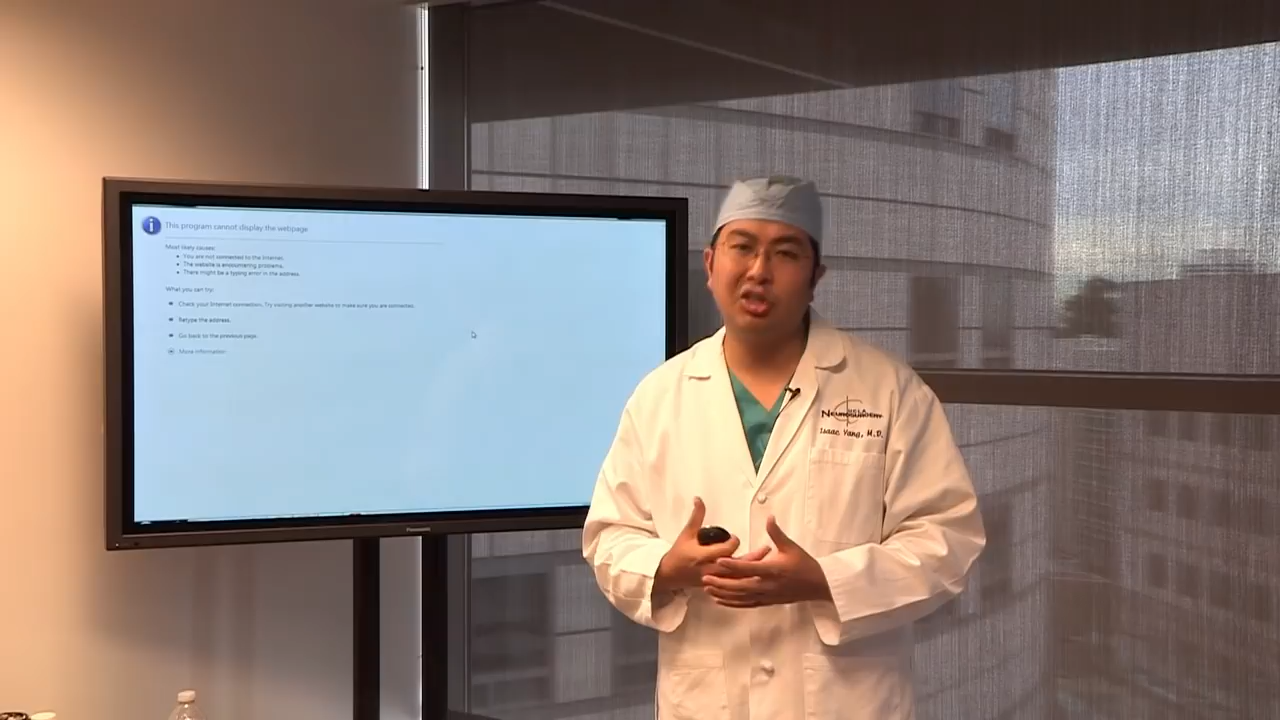 This program cannot display the webpage
Most likely causes:
You are not connected to the Internet.
The website is encountering problems.
There might be a typing error in the address.
What you can try:
Check your Internet connection. Try visiting another website to make sure you are connected.
Retype the address.
Go back to the previous page.
More information
Panasonic
UCLA
NEUROSURGERY
Isaac Yang, M.D.